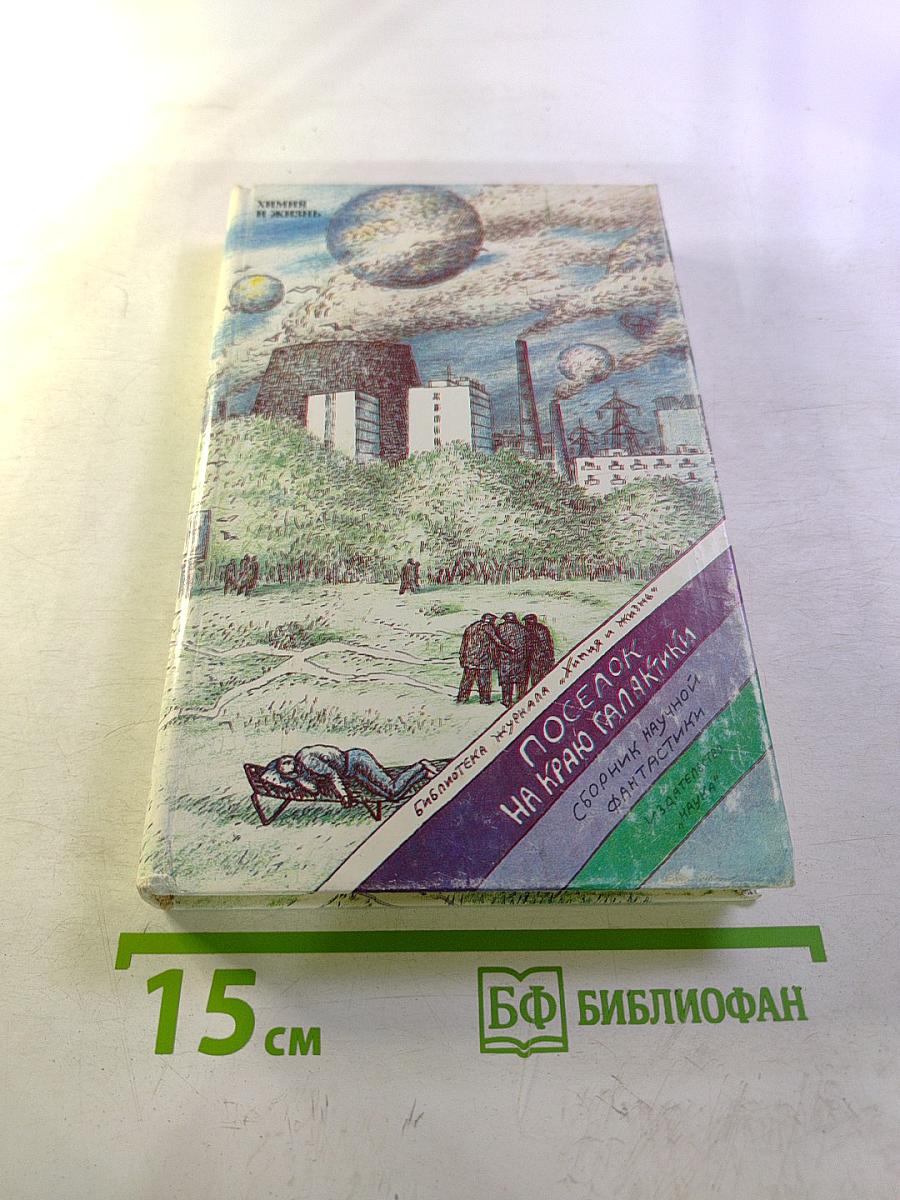 ХИМИЯ
И ЖИЗНЬ
БИБЛИОТЕКА ЖУРНАЛА „ХИМИЯ И ЖИЗНЬ“
ПОСЕЛОК
НА КРАЮ ГАЛАКТИКИ
СБОРНИК НАУЧНОЙ
ФАНТАСТИКИ
ИЗДАТЕЛЬСТВО
„НАУКА“
15 см
БФ БИБЛИОФАН